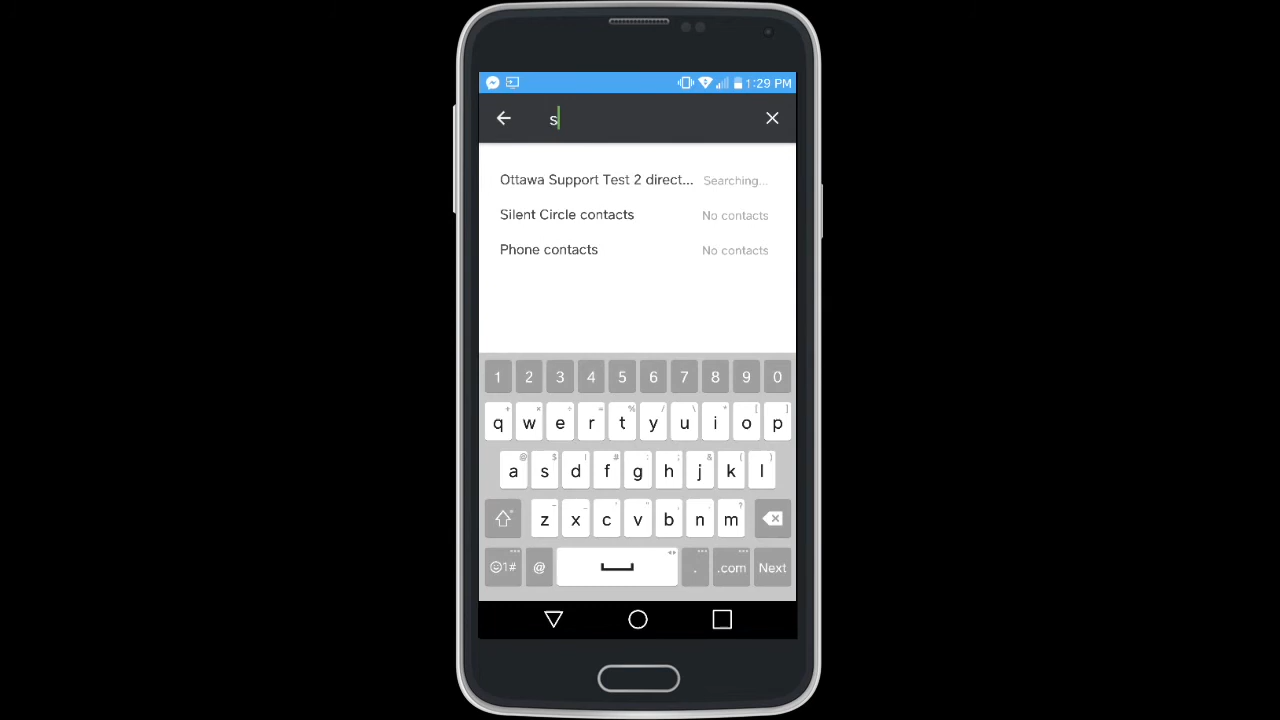 1:29 PM
s
Ottawa Support Test 2 direct... Searching...
Silent Circle contacts No contacts
Phone contacts No contacts
1 2 3 4 5 6 7 8 9 0
q w e r t y u i o p
a s d f g h j k l
z x c v b n m
1# @ . .com Next